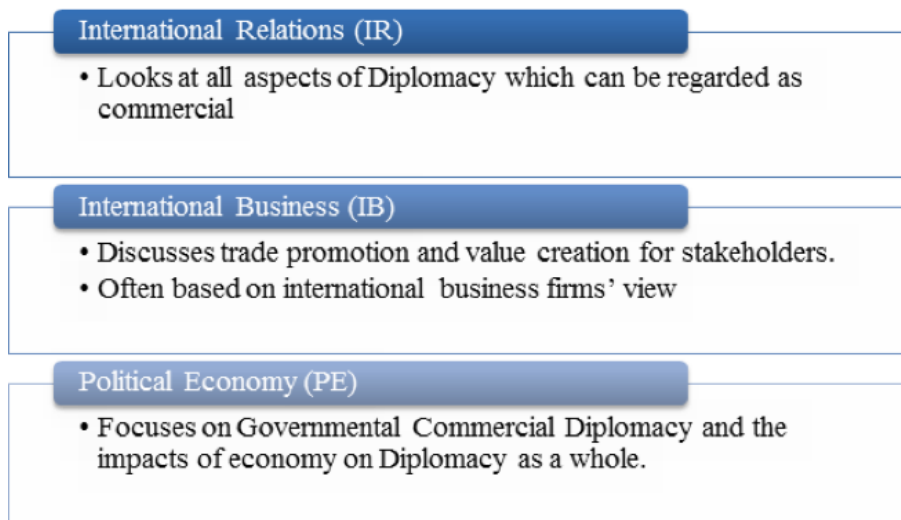 International Relations (IR)
• Looks at all aspects of Diplomacy which can be regarded as
commercial
International Business (IB)
• Discusses trade promotion and value creation for stakeholders.
• Often based on international business firms’ view
Political Economy (PE)
• Focuses on Governmental Commercial Diplomacy and the
impacts of economy on Diplomacy as a whole.